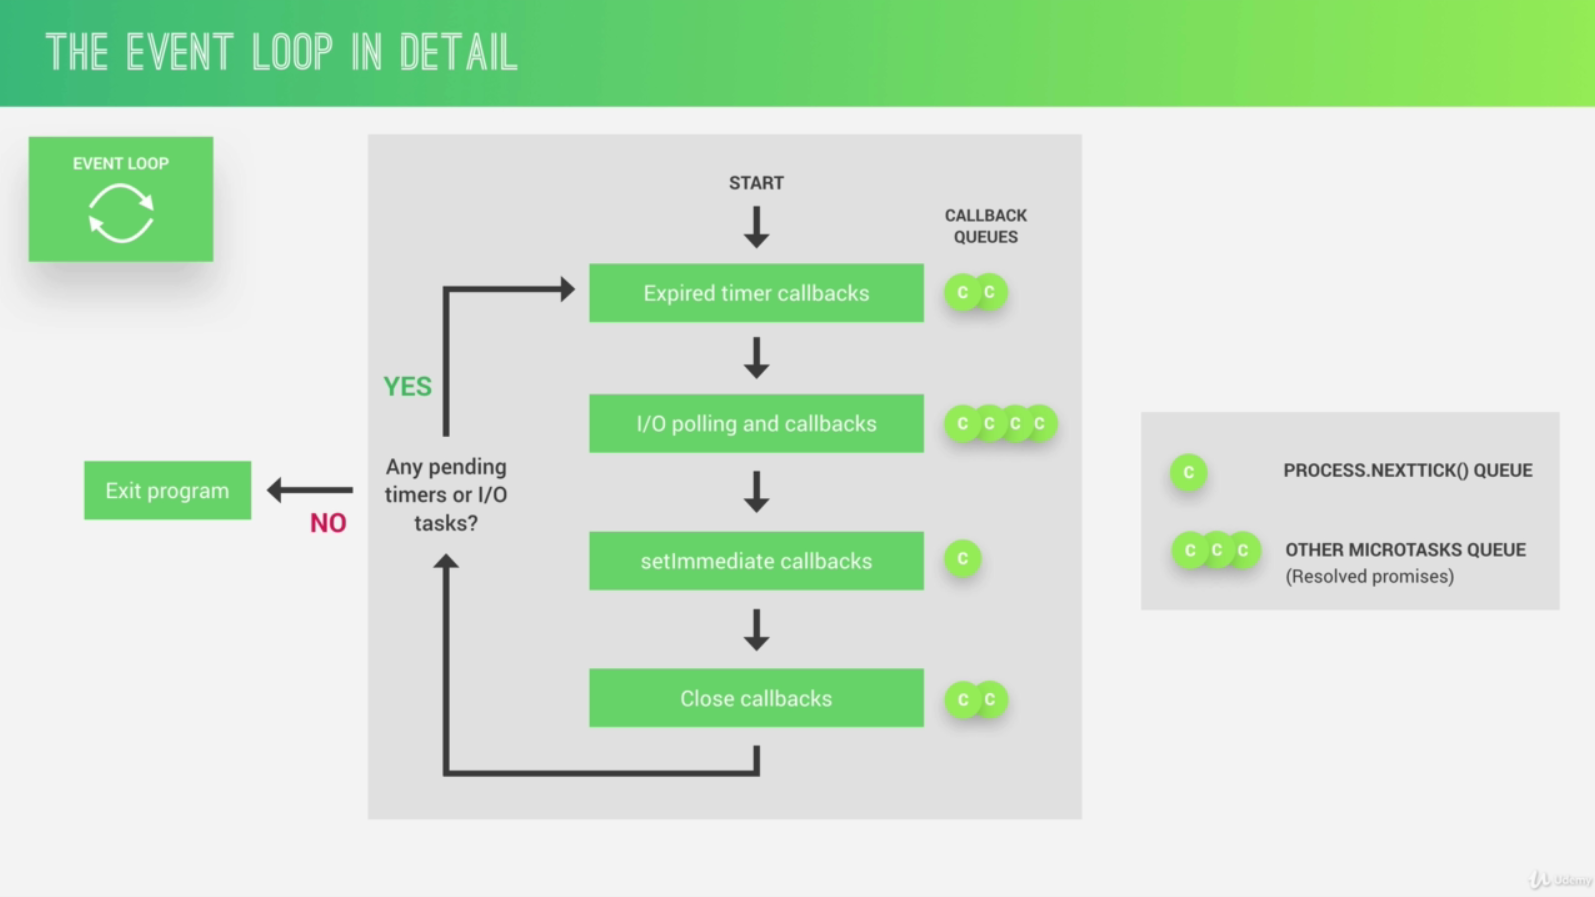 THE EVENT LOOP IN DETAIL
EVENT LOOP
START
CALLBACK
QUEUES
Expired timer callbacks
C C
YES
I/O polling and callbacks
C C C C
Any pending
timers or I/O
tasks?
Exit program
NO
setImmediate callbacks
C
Close callbacks
C C
C
PROCESS.NEXTTICK() QUEUE
C C C
OTHER MICROTASKS QUEUE
(Resolved promises)
Udemy